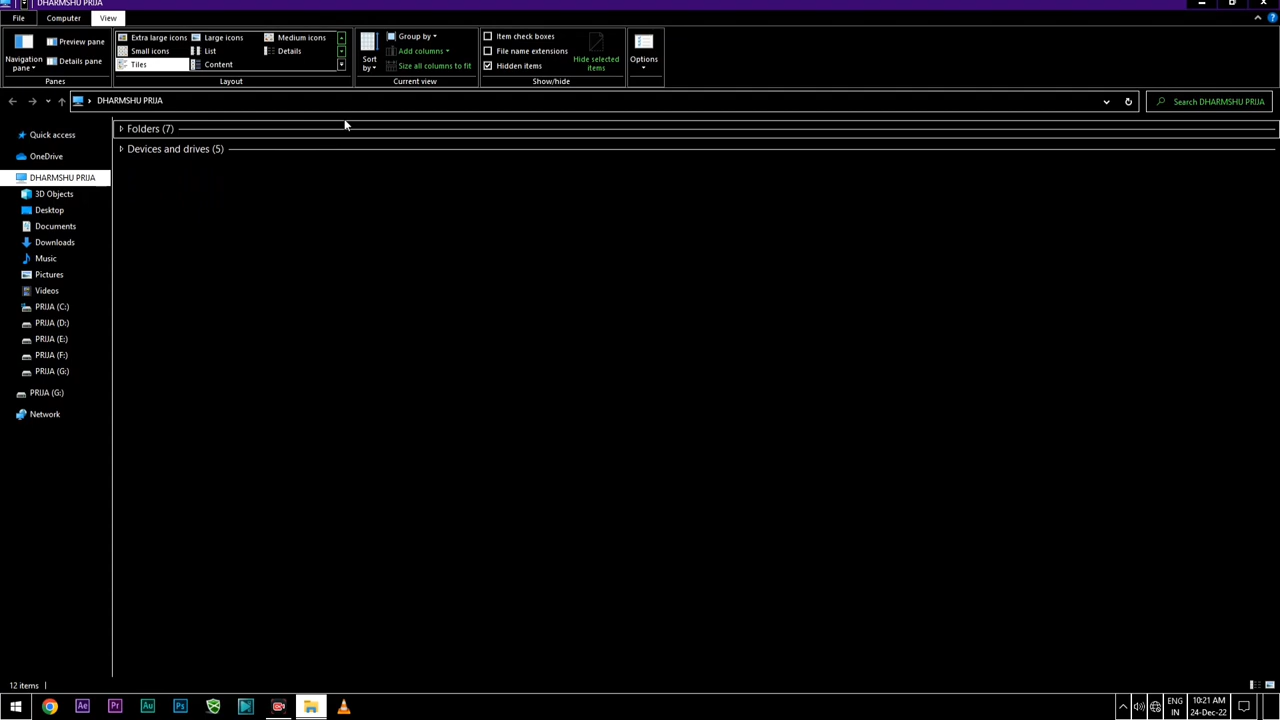 DHARMSHU PRIJA
File Computer View
Extra large icons Large icons Medium icons
Small icons List Details
Tiles Content
Layout
Navigation pane
Preview pane
Details pane
Panes
Sort by
Group by
Add columns
Size all columns to fit
Current view
Item check boxes
File name extensions
Hidden items
Hide selected items
Show/hide
Options
DHARMSHU PRIJA
Search DHARMSHU PRIJA
Quick access
OneDrive
DHARMSHU PRIJA
3D Objects
Desktop
Documents
Downloads
Music
Pictures
Videos
PRIJA (C:)
PRIJA (D:)
PRIJA (E:)
PRIJA (F:)
PRIJA (G:)
PRIJA (G:)
Network
Folders (7)
Devices and drives (5)
12 items
Ae Pr Au Ps
ENG
IN
10:21 AM
24-Dec-22